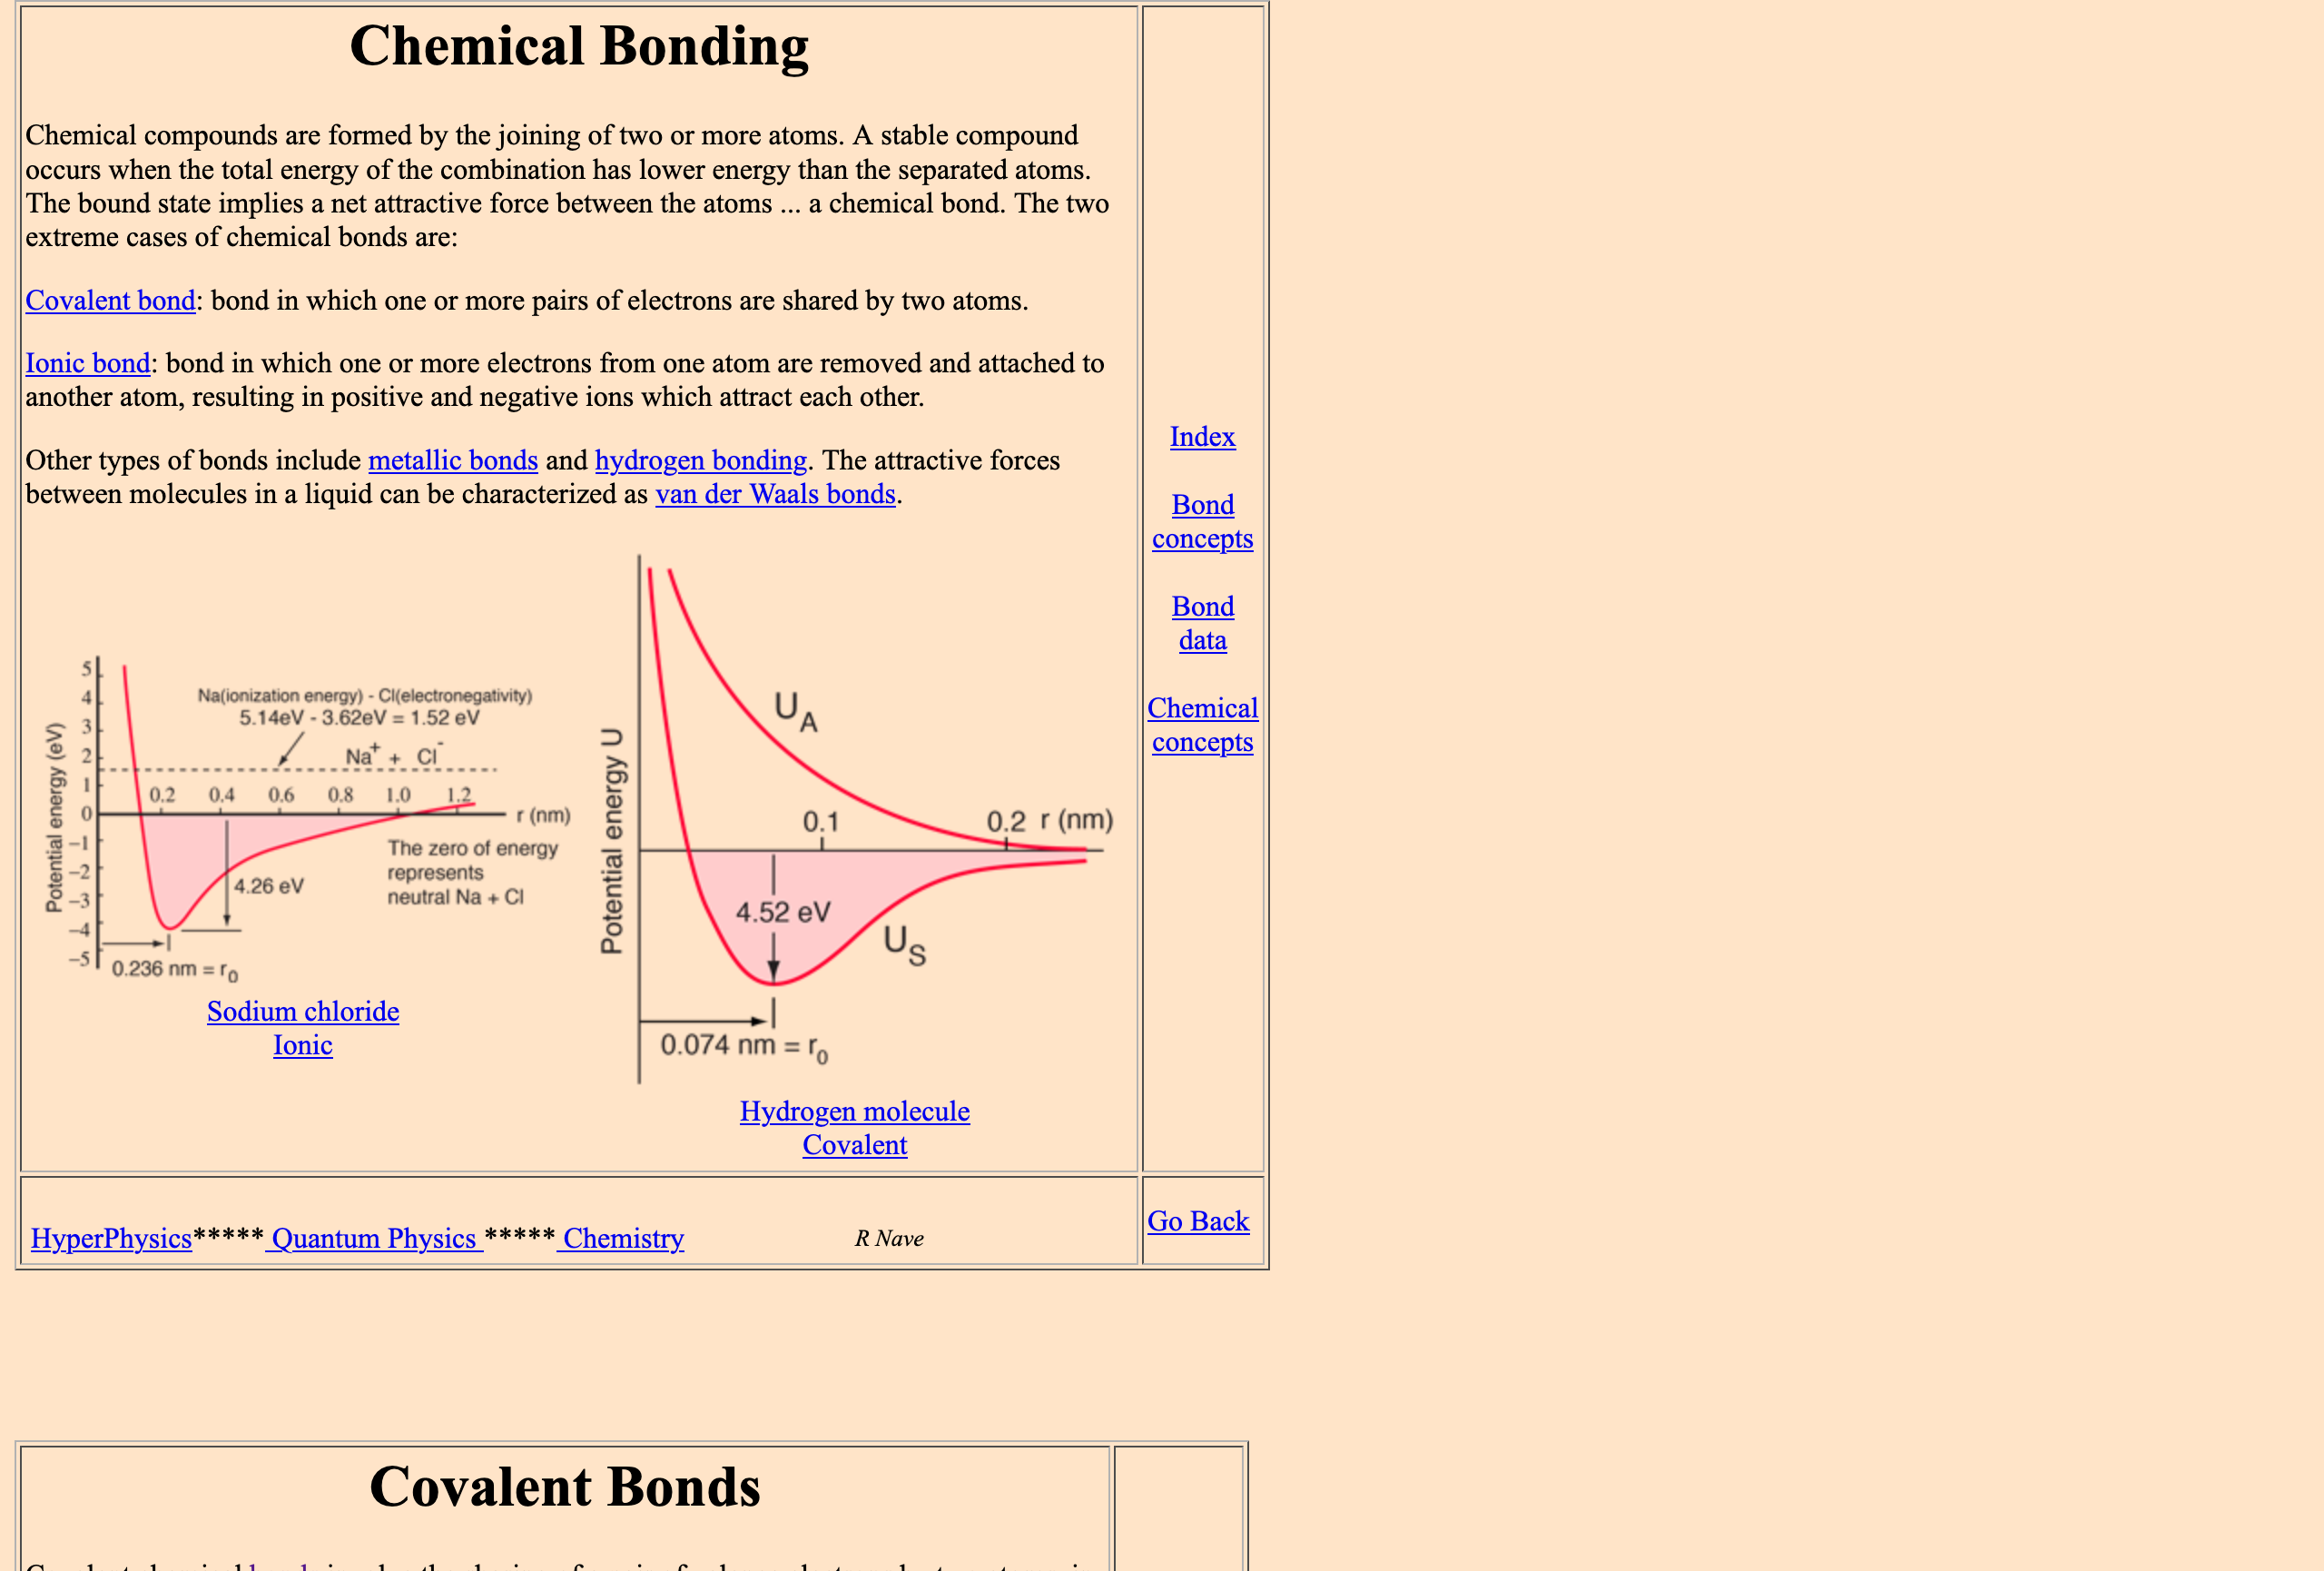 Chemical Bonding
Chemical compounds are formed by the joining of two or more atoms. A stable compound
occurs when the total energy of the combination has lower energy than the separated atoms.
The bound state implies a net attractive force between the atoms ... a chemical bond. The two
extreme cases of chemical bonds are:
Covalent bond: bond in which one or more pairs of electrons are shared by two atoms.
Ionic bond: bond in which one or more electrons from one atom are removed and attached to
another atom, resulting in positive and negative ions which attract each other.
Other types of bonds include metallic bonds and hydrogen bonding. The attractive forces
between molecules in a liquid can be characterized as van der Waals bonds.
Potential energy (eV)
5
4
3
2
1
0
−1
−2
−3
−4
−5
Na(ionization energy) - Cl(electronegativity)
5.14eV - 3.62eV = 1.52 eV
Na⁺ + Cl⁻
0.2 0.4 0.6 0.8 1.0 1.2
r (nm)
The zero of energy
represents
neutral Na + Cl
4.26 eV
0.236 nm = r₀
Sodium chloride
Ionic
Potential energy U
U_A
0.1 0.2 r (nm)
4.52 eV
U_S
0.074 nm = r₀
Hydrogen molecule
Covalent
Index
Bond
concepts
Bond
data
Chemical
concepts
HyperPhysics***** Quantum Physics ***** Chemistry R Nave
Go Back
Covalent Bonds